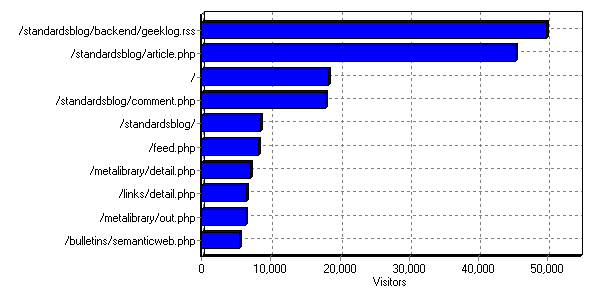 /standardsblog/backend/geeklog.rss
/standardsblog/article.php
/
/standardsblog/comment.php
/standardsblog/
/feed.php
/metalibrary/detail.php
/links/detail.php
/metalibrary/out.php
/bulletins/semanticweb.php
0 10,000 20,000 30,000 40,000 50,000
Visitors